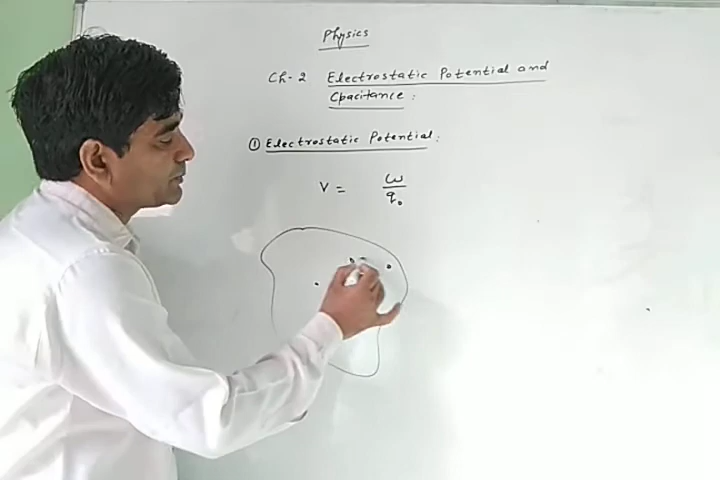 Physics
Ch-2 Electrostatic Potential and
Cpacitance :
① Electrostatic Potential :
V = W/q₀